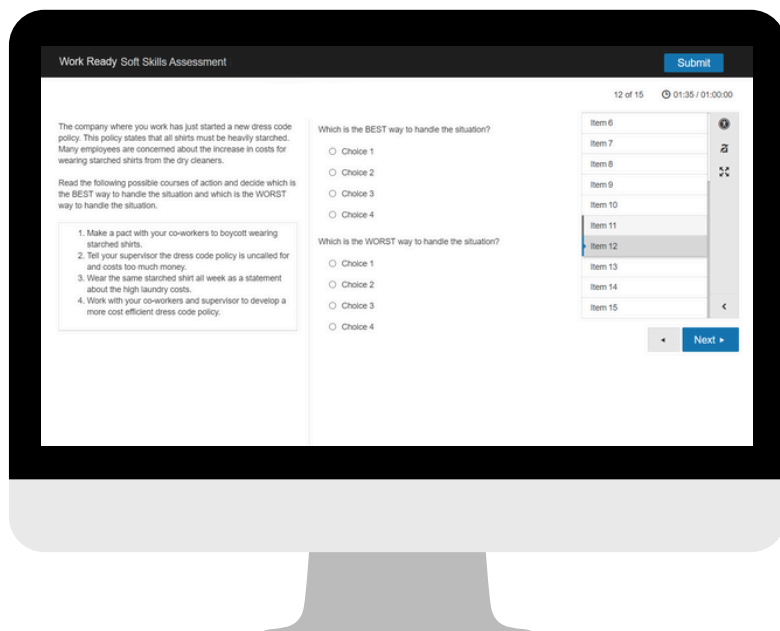 Work Ready Soft Skills Assessment
Submit
12 of 15
01:35 / 01:00:00
The company where you work has just started a new dress code
policy. This policy states that all shirts must be heavily starched.
Many employees are concerned about the increase in costs for
wearing starched shirts from the dry cleaners.
Read the following possible courses of action and decide which is
the BEST way to handle the situation and which is the WORST
way to handle the situation.
1. Make a pact with your co-workers to boycott wearing
starched shirts.
2. Tell your supervisor the dress code policy is uncalled for
and costs too much money.
3. Wear the same starched shirt all week as a statement
about the high laundry costs.
4. Work with your co-workers and supervisor to develop a
more cost efficient dress code policy.
Which is the BEST way to handle the situation?
Choice 1
Choice 2
Choice 3
Choice 4
Which is the WORST way to handle the situation?
Choice 1
Choice 2
Choice 3
Choice 4
Item 6
Item 7
Item 8
Item 9
Item 10
Item 11
Item 12
Item 13
Item 14
Item 15
Next